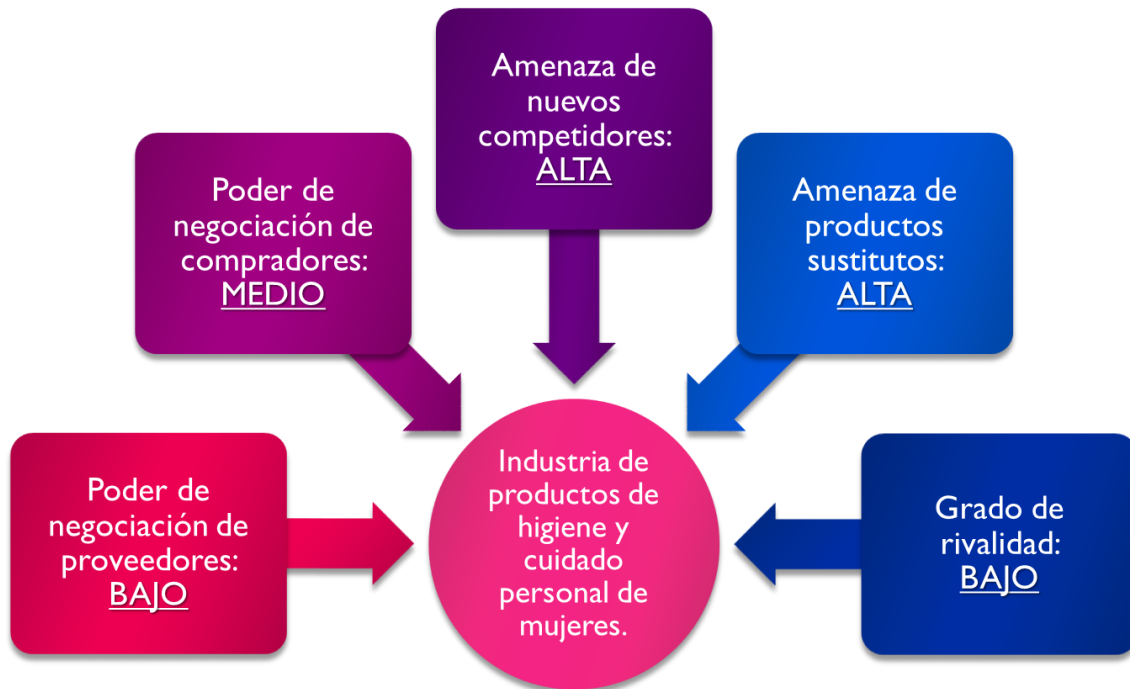 Amenaza de
nuevos
competidores:
ALTA
Poder de
negociación de
compradores:
MEDIO
Amenaza de
productos
sustitutos:
ALTA
Poder de
negociación de
proveedores:
BAJO
Industria de
productos de
higiene y
cuidado
personal de
mujeres.
Grado de
rivalidad:
BAJO